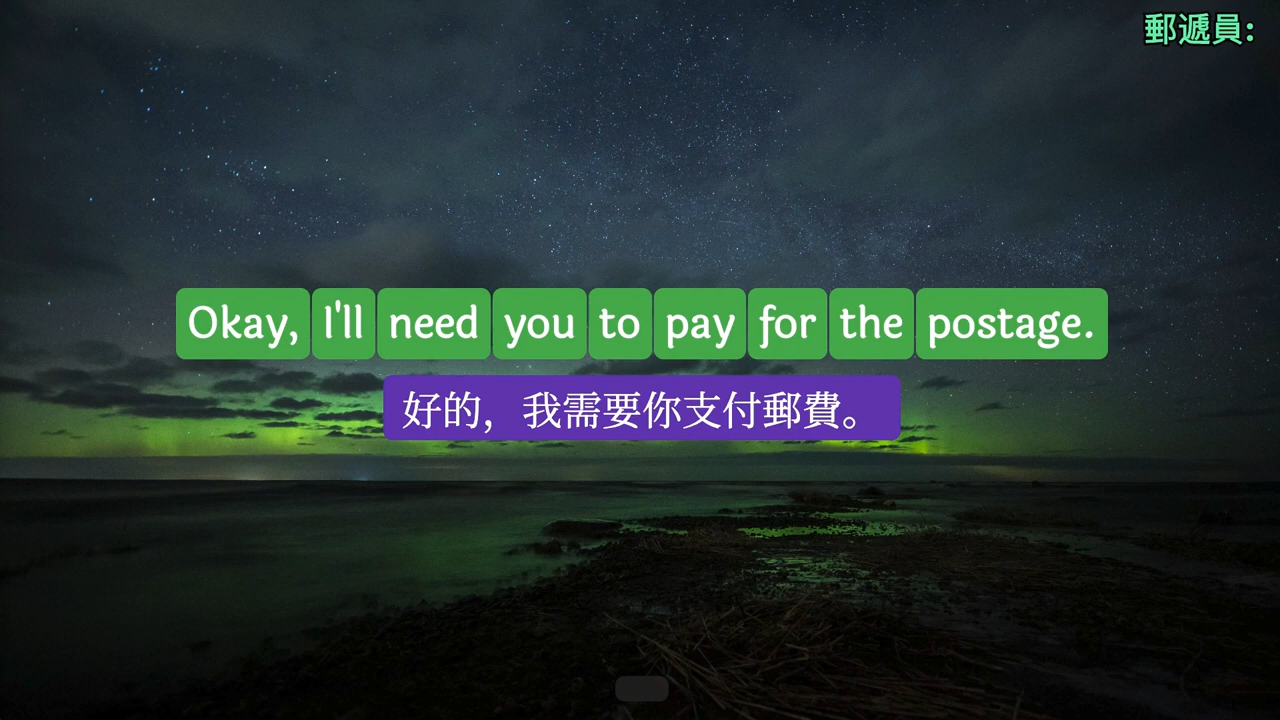 郵遞員:
Okay, I'll need you to pay for the postage.
好的，我需要你支付郵費。